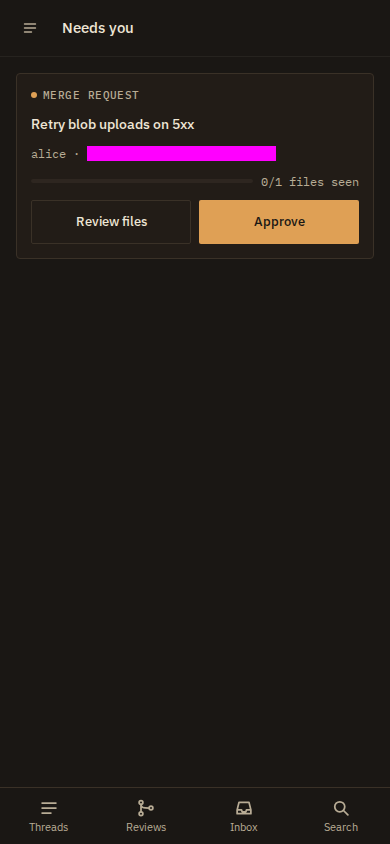 Needs you
MERGE REQUEST
Retry blob uploads on 5xx
alice ·
0/1 files seen
Review files
Approve
Threads
Reviews
Inbox
Search